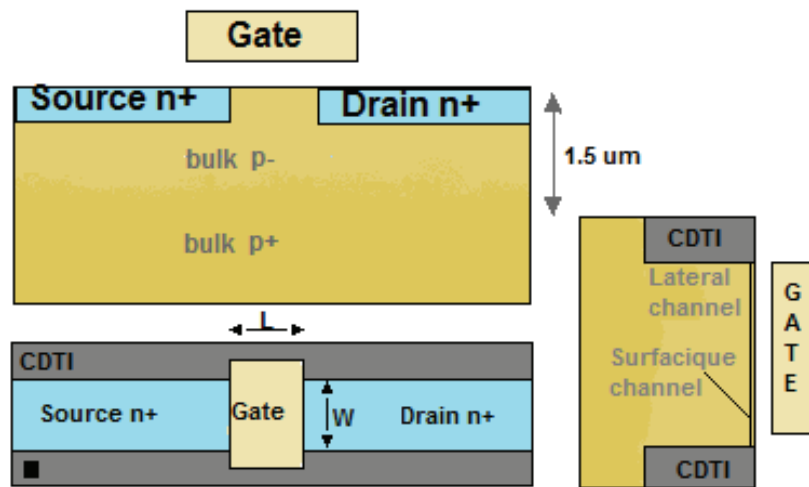 Gate
Source n+
Drain n+
bulk p-
bulk p+
1.5 um
L
CDTI
Source n+
Gate
W
Drain n+
CDTI
Lateral
channel
Surfacique
channel
CDTI
G
A
T
E